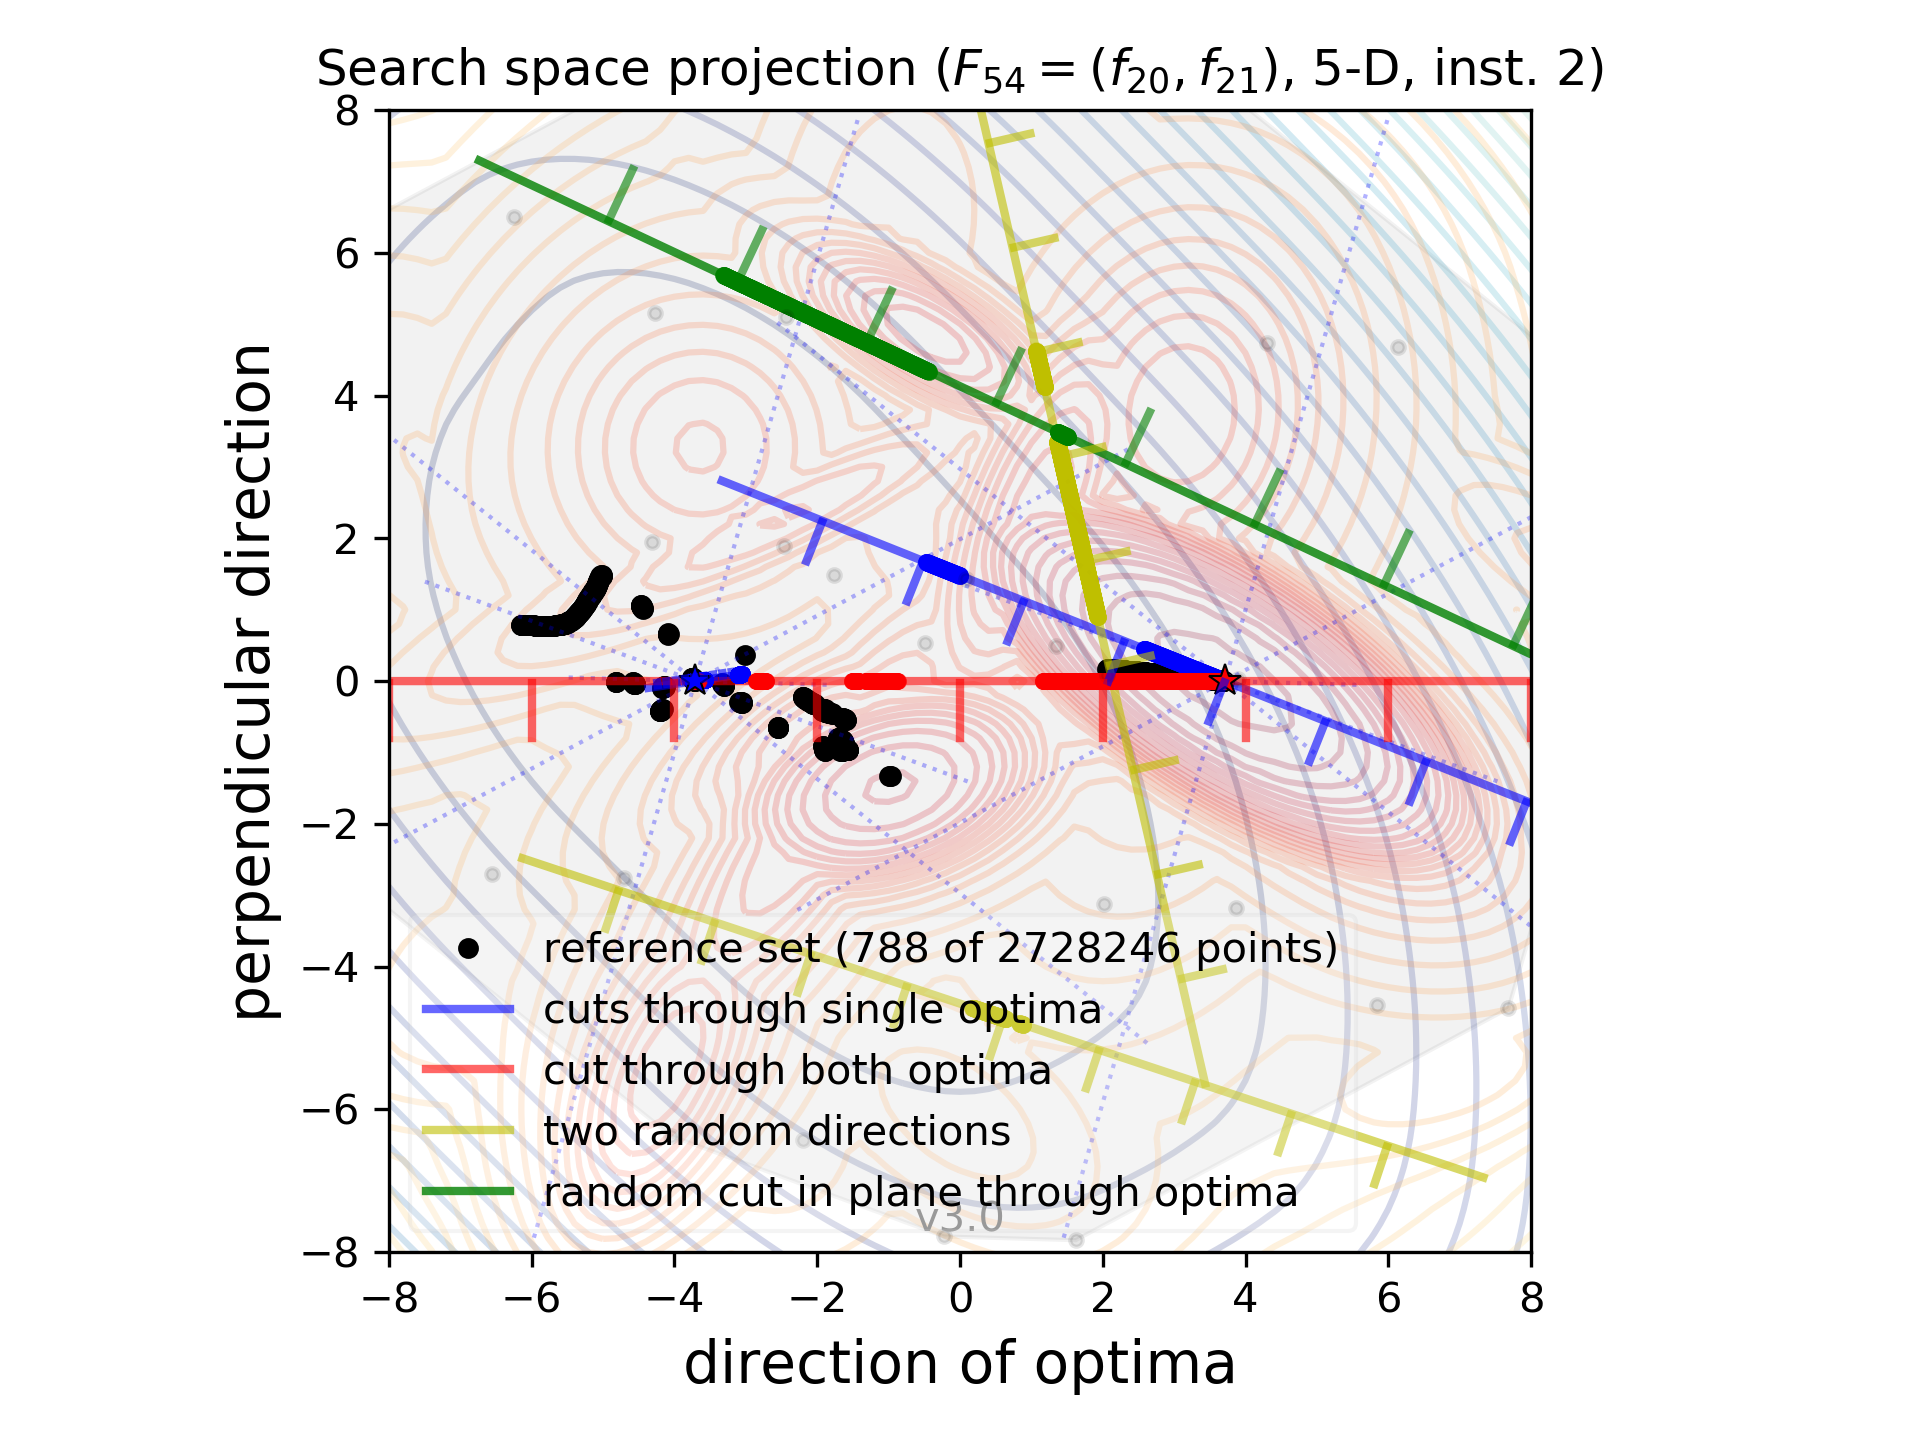 Search space projection (F54 = (f20, f21), 5-D, inst. 2)
8
6
4
2
0
−2
−4
−6
−8
perpendicular direction
reference set (788 of 2728246 points)
cuts through single optima
cut through both optima
two random directions
random cut in plane through optima
v3.0
−8 −6 −4 −2 0 2 4 6 8
direction of optima